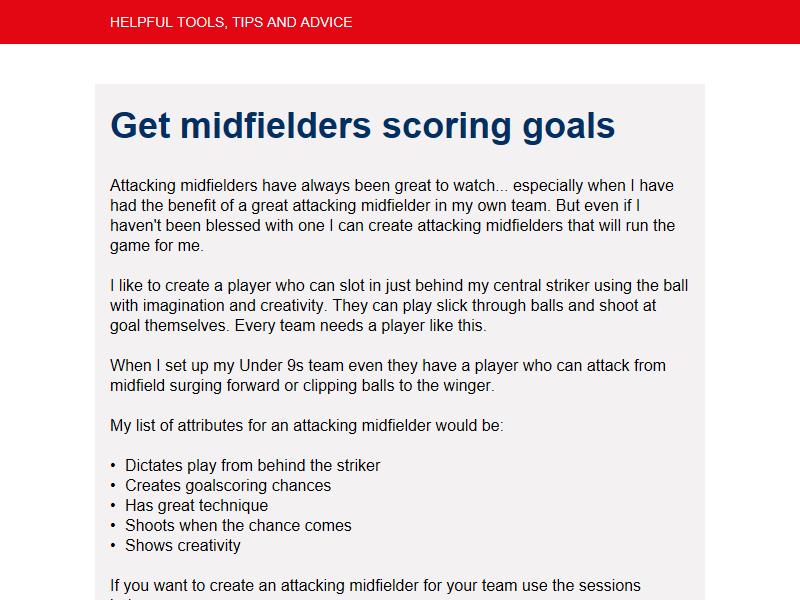 HELPFUL TOOLS, TIPS AND ADVICE
Get midfielders scoring goals
Attacking midfielders have always been great to watch... especially when I have
had the benefit of a great attacking midfielder in my own team. But even if I
haven't been blessed with one I can create attacking midfielders that will run the
game for me.
I like to create a player who can slot in just behind my central striker using the ball
with imagination and creativity. They can play slick through balls and shoot at
goal themselves. Every team needs a player like this.
When I set up my Under 9s team even they have a player who can attack from
midfield surging forward or clipping balls to the winger.
My list of attributes for an attacking midfielder would be:
• Dictates play from behind the striker
• Creates goalscoring chances
• Has great technique
• Shoots when the chance comes
• Shows creativity
If you want to create an attacking midfielder for your team use the sessions